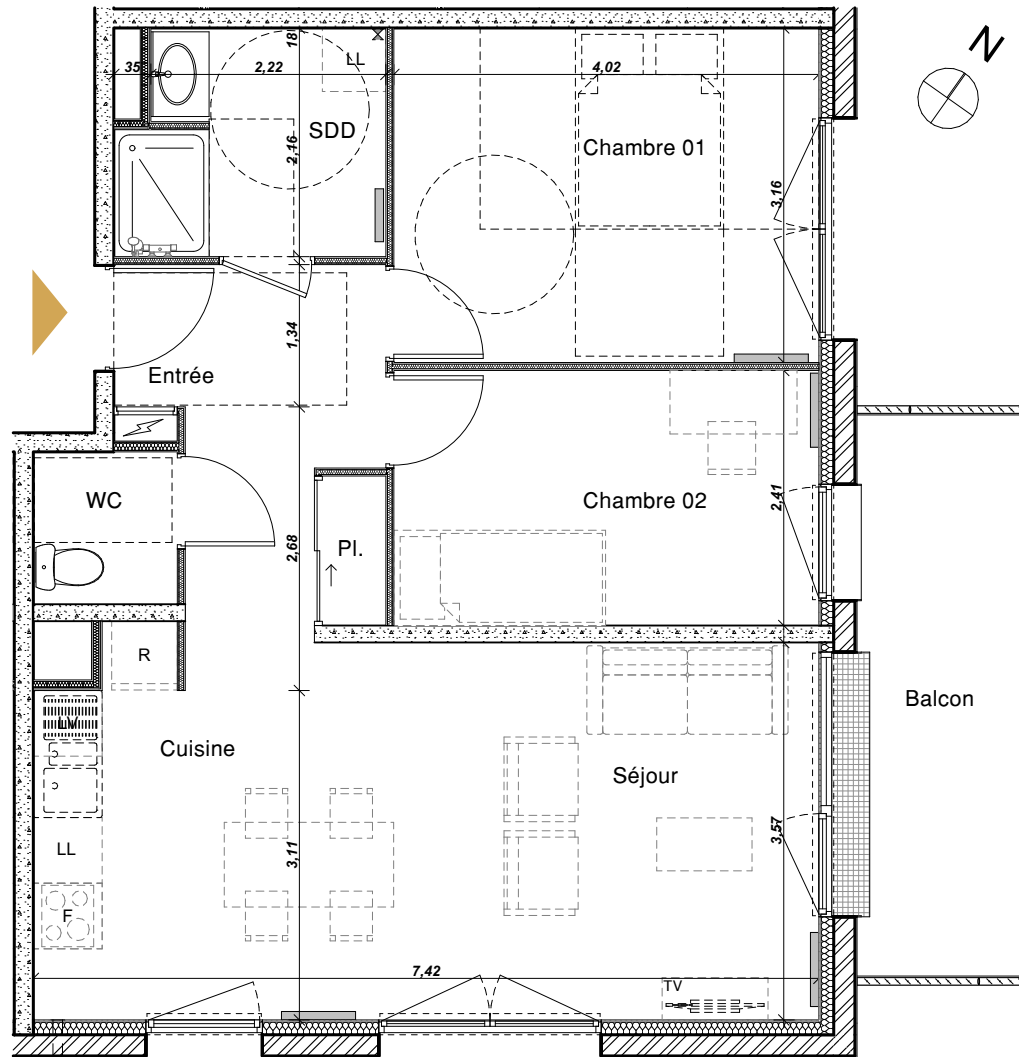 N
18
LL
35
2,22
4,02
SDD
2,16
Chambre 01
3,16
1,34
Entrée
WC
2,68
Pl.
Chambre 02
2,41
R
LV
Cuisine
Séjour
Balcon
LL
3,11
3,57
F
7,42
TV